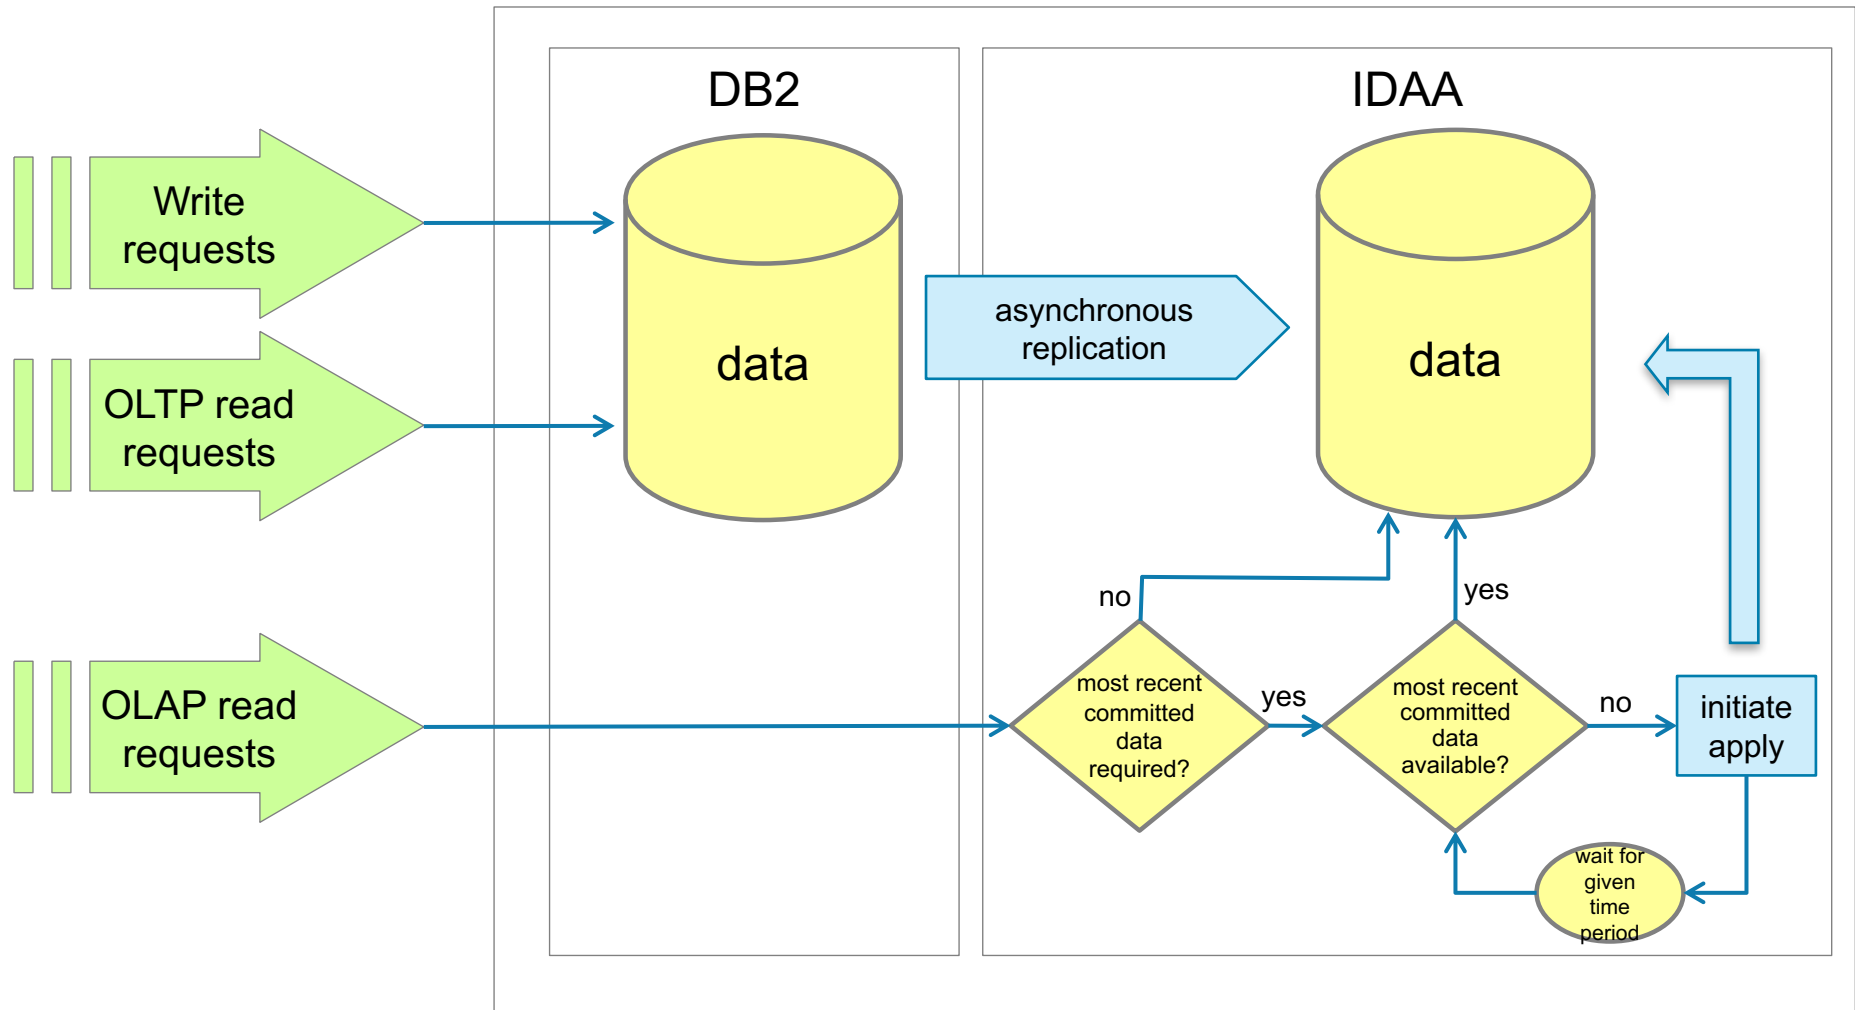 DB2
IDAA
Write
requests
data
asynchronous
replication
data
OLTP read
requests
no
yes
OLAP read
requests
most recent
committed
data
required?
yes
most recent
committed
data
available?
no
initiate
apply
wait for
given
time
period